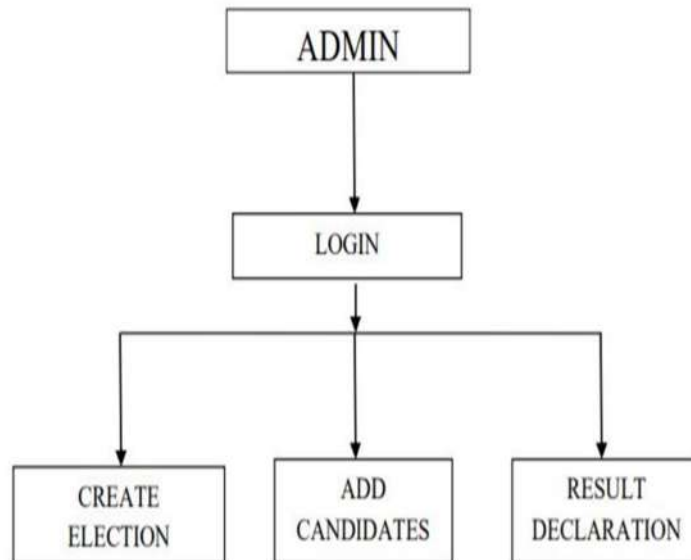 ADMIN
LOGIN
CREATE
ELECTION
ADD
CANDIDATES
RESULT
DECLARATION